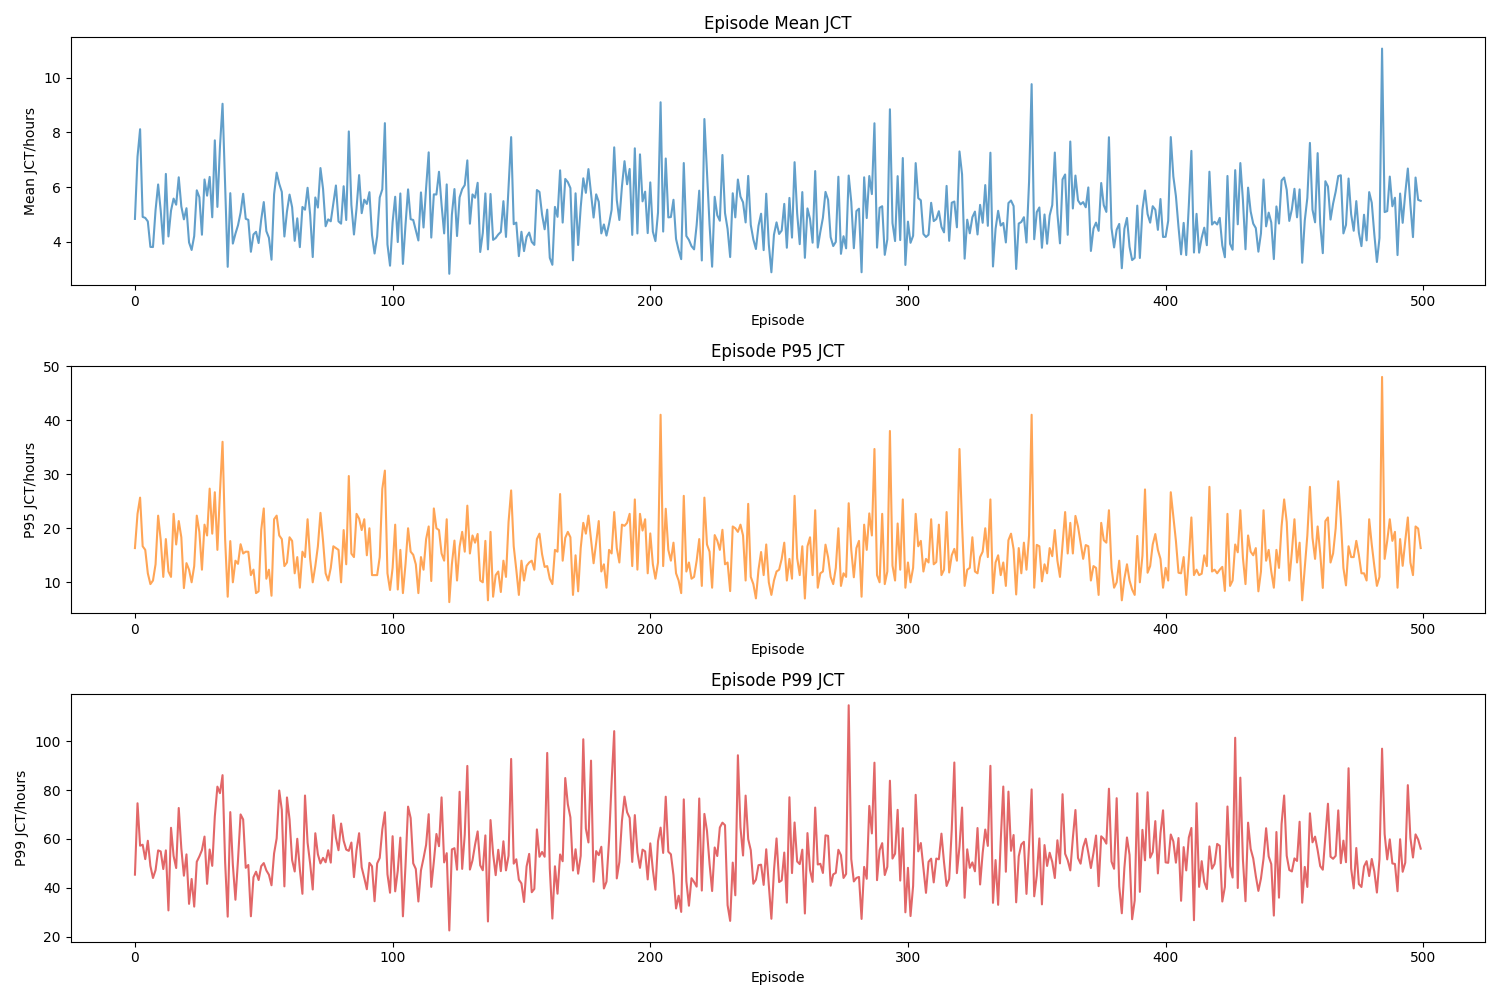 Episode Mean JCT
Mean JCT/hours
10
8
6
4
0 100 200 300 400 500
Episode
Episode P95 JCT
P95 JCT/hours
50
40
30
20
10
0 100 200 300 400 500
Episode
Episode P99 JCT
P99 JCT/hours
100
80
60
40
20
0 100 200 300 400 500
Episode